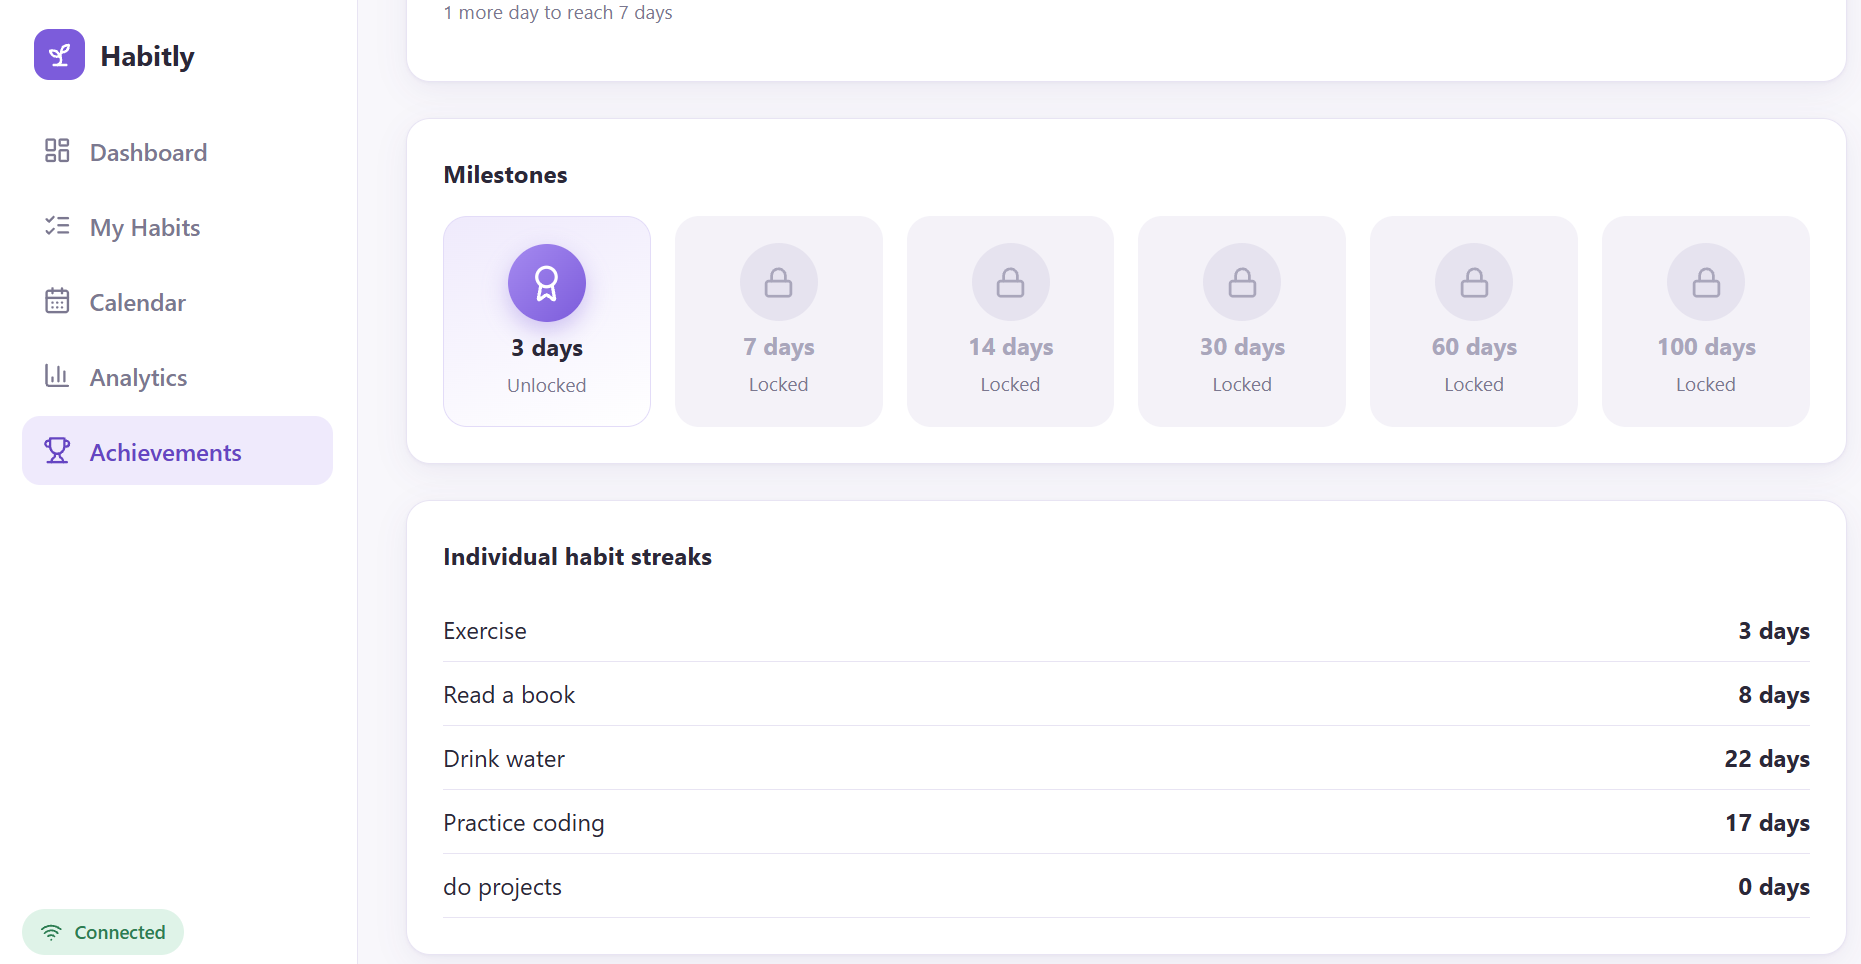 Habitly
Dashboard
My Habits
Calendar
Analytics
Achievements
Connected
1 more day to reach 7 days
Milestones
3 days
Unlocked
7 days
Locked
14 days
Locked
30 days
Locked
60 days
Locked
100 days
Locked
Individual habit streaks
Exercise 3 days
Read a book 8 days
Drink water 22 days
Practice coding 17 days
do projects 0 days